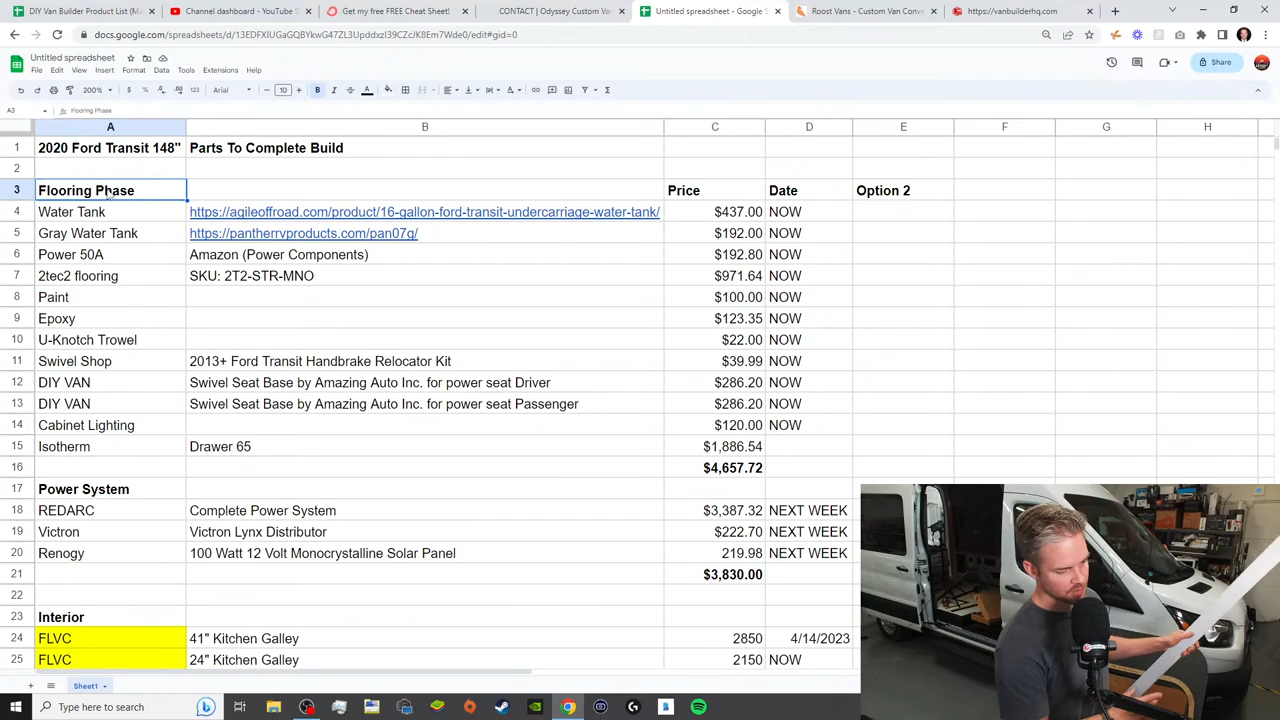 DIY Van Builder Product List (M
Channel dashboard - YouTube S
Get my free FREE Cheat Sheet!
CONTACT | Odyssey Custom Van
Untitled spreadsheet - Google S
Roost Vans - Custom Van Conve
https://vanbuilderhq.com
docs.google.com/spreadsheets/d/13EDFXIUGaGQBYkwG47ZL3Upddxzl39CzCJK8Em7Wde0/edit#gid=0
Untitled spreadsheet
File Edit View Insert Format Data Tools Extensions Help
Share
200% $ % .0 .00 123 Arial 10 B I A
A3 fx Flooring Phase
A B C D E F G H
1 2020 Ford Transit 148" Parts To Complete Build
2
3 Flooring Phase Price Date Option 2
4 Water Tank https://agileoffroad.com/product/16-gallon-ford-transit-undercarriage-water-tank/ $437.00 NOW
5 Gray Water Tank https://pantherrvproducts.com/pan07g/ $192.00 NOW
6 Power 50A Amazon (Power Components) $192.80 NOW
7 2tec2 flooring SKU: 2T2-STR-MNO $971.64 NOW
8 Paint $100.00 NOW
9 Epoxy $123.35 NOW
10 U-Knotch Trowel $22.00 NOW
11 Swivel Shop 2013+ Ford Transit Handbrake Relocator Kit $39.99 NOW
12 DIY VAN Swivel Seat Base by Amazing Auto Inc. for power seat Driver $286.20 NOW
13 DIY VAN Swivel Seat Base by Amazing Auto Inc. for power seat Passenger $286.20 NOW
14 Cabinet Lighting $120.00 NOW
15 Isotherm Drawer 65 $1,886.54
16 $4,657.72
17 Power System
18 REDARC Complete Power System $3,387.32 NEXT WEEK
19 Victron Victron Lynx Distributor $222.70 NEXT WEEK
20 Renogy 100 Watt 12 Volt Monocrystalline Solar Panel 219.98 NEXT WEEK
21 $3,830.00
22
23 Interior
24 FLVC 41" Kitchen Galley 2850 4/14/2023
25 FLVC 24" Kitchen Galley 2150 NOW
Sheet1
Type here to search